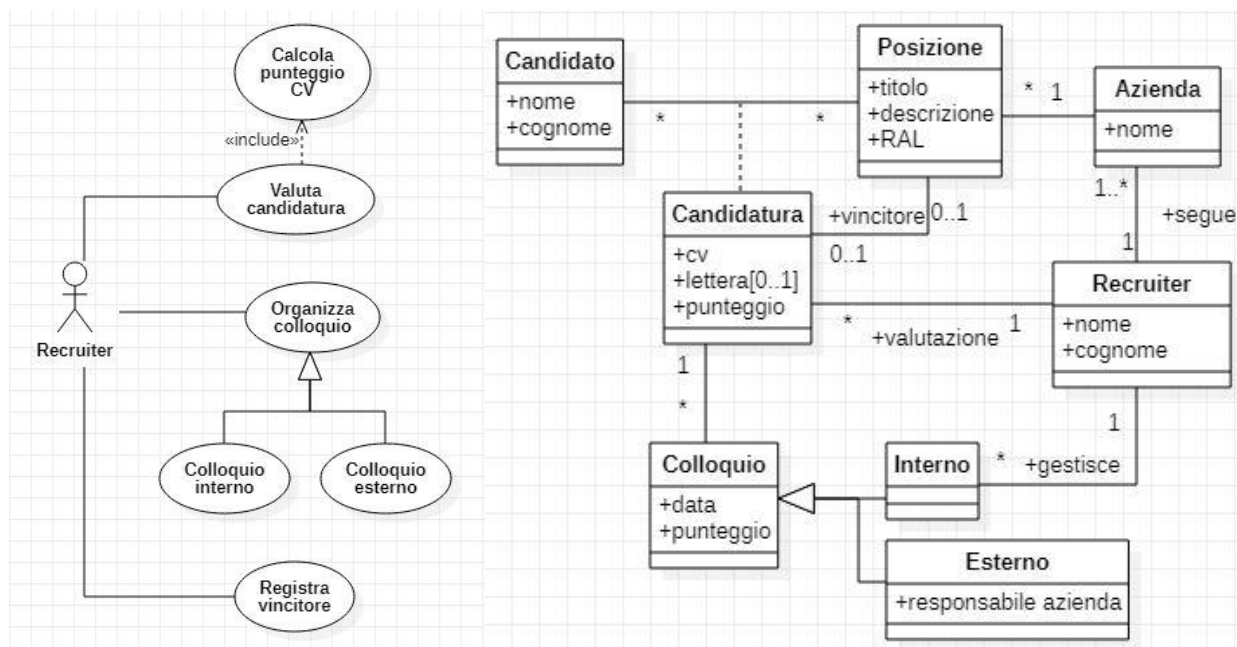 Calcola
punteggio
CV
«include»
Valuta
candidatura
Recruiter
Organizza
colloquio
Colloquio
interno
Colloquio
esterno
Registra
vincitore
Candidato
+nome
+cognome
*
*
Posizione
+titolo
+descrizione
+RAL
* 1
Azienda
+nome
1..*
+segue
1
Candidatura
+cv
+lettera[0..1]
+punteggio
+vincitore
0..1
0..1
Recruiter
+nome
+cognome
*
+valutazione
1
1
*
1
*
+gestisce
Colloquio
+data
+punteggio
Interno
Esterno
+responsabile azienda